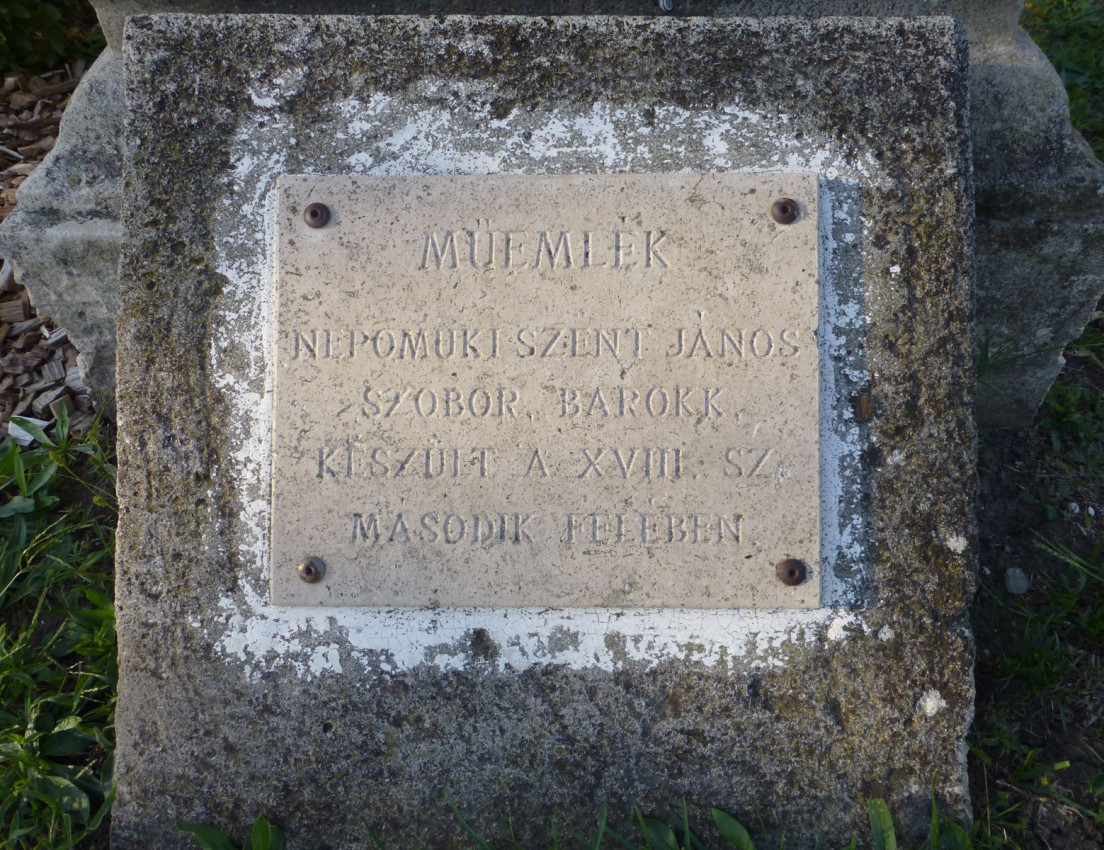 MŰEMLÉK
NEPOMUKI SZENT JÁNOS
SZOBOR, BAROKK,
KÉSZÜLT A XVIII. SZ.
MÁSODIK FELÉBEN.